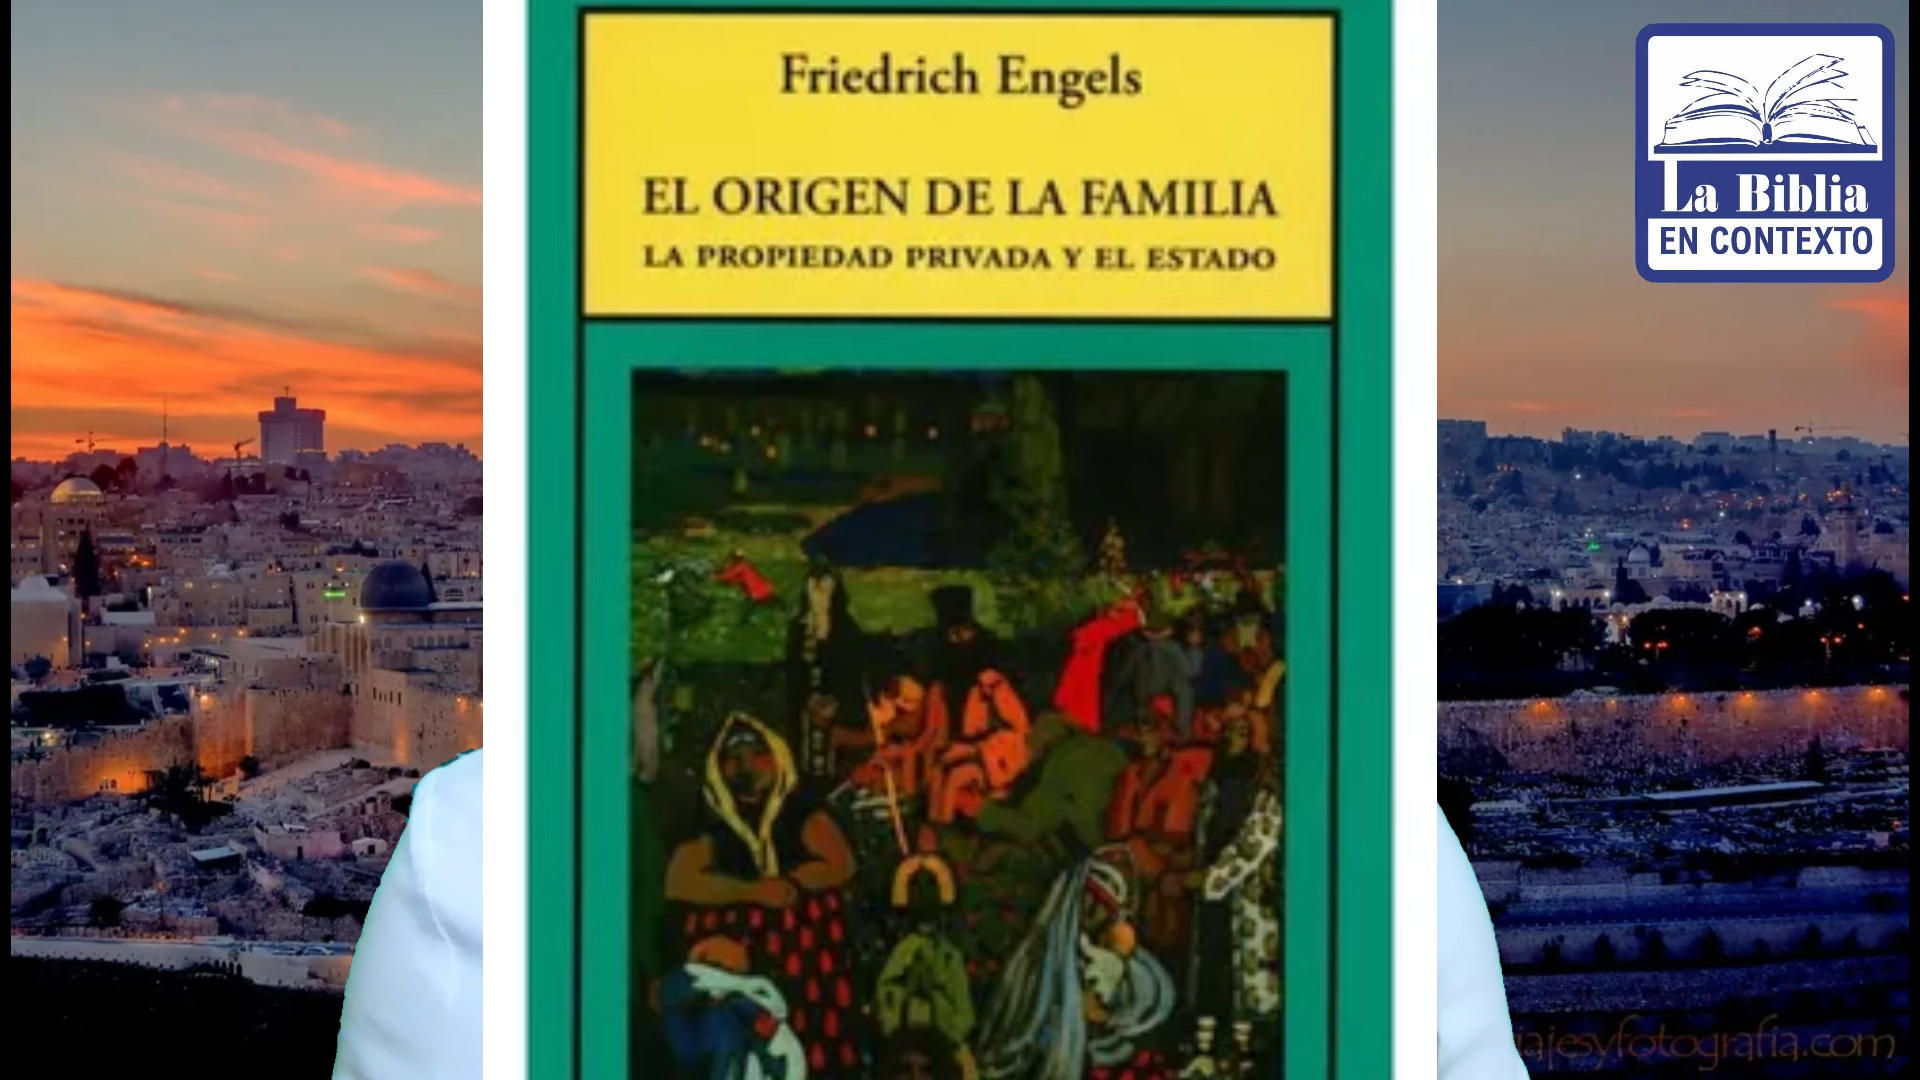 Friedrich Engels
EL ORIGEN DE LA FAMILIA
LA PROPIEDAD PRIVADA Y EL ESTADO
La Biblia
EN CONTEXTO